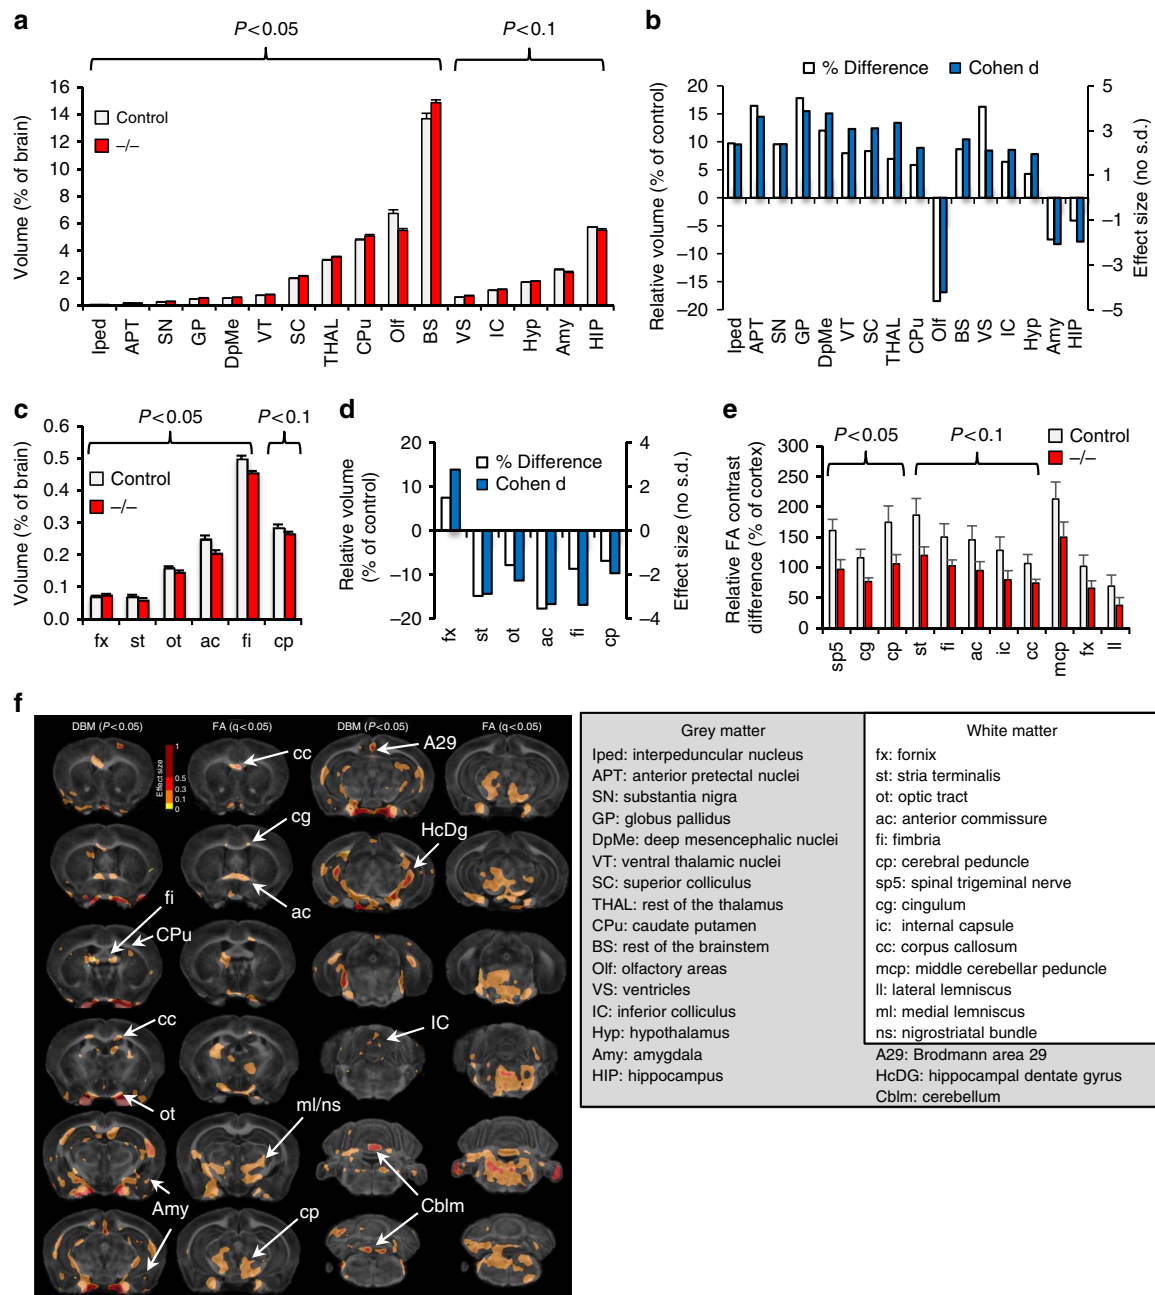 a
P<0.05
P<0.1
Volume (% of brain)
16
14
12
10
8
6
4
2
0
Control
–/–
Iped
APT
SN
GP
DpMe
VT
SC
THAL
CPu
Olf
BS
VS
IC
Hyp
Amy
HIP
b
% Difference
Cohen d
Relative volume (% of control)
20
15
10
5
0
–5
–10
–15
–20
5
3
1
–1
–3
–5
Effect size (no s.d.)
Iped
APT
SN
GP
DpMe
VT
SC
THAL
CPu
Olf
BS
VS
IC
Hyp
Amy
HIP
c
P<0.05
P<0.1
Volume (% of brain)
0.6
0.5
0.4
0.3
0.2
0.1
0.0
Control
–/–
fx
st
ot
ac
fi
cp
d
Relative volume
(% of control)
20
10
0
–10
–20
% Difference
Cohen d
4
2
0
–2
–4
Effect size (no s.d.)
fx
st
ot
ac
fi
cp
e
P<0.05
P<0.1
Control
–/–
Relative FA contrast
difference (% of cortex)
300
250
200
150
100
50
0
sp5
cg
cp
st
fi
ac
ic
cc
mcp
fx
ll
f
DBM (P<0.05)
FA (q<0.05)
DBM (P<0.05)
FA (q<0.05)
Effect size
1
0.5
0.3
0.1
0
cc
A29
cg
HcDg
fi
ac
CPu
cc
IC
ot
ml/ns
Amy
Cblm
cp
Grey matter
Iped: interpeduncular nucleus
APT: anterior pretectal nuclei
SN: substantia nigra
GP: globus pallidus
DpMe: deep mesencephalic nuclei
VT: ventral thalamic nuclei
SC: superior colliculus
THAL: rest of the thalamus
CPu: caudate putamen
BS: rest of the brainstem
Olf: olfactory areas
VS: ventricles
IC: inferior colliculus
Hyp: hypothalamus
Amy: amygdala
HIP: hippocampus
White matter
fx: fornix
st: stria terminalis
ot: optic tract
ac: anterior commissure
fi: fimbria
cp: cerebral peduncle
sp5: spinal trigeminal nerve
cg: cingulum
ic: internal capsule
cc: corpus callosum
mcp: middle cerebellar peduncle
ll: lateral lemniscus
ml: medial lemniscus
ns: nigrostriatal bundle
A29: Brodmann area 29
HcDG: hippocampal dentate gyrus
Cblm: cerebellum